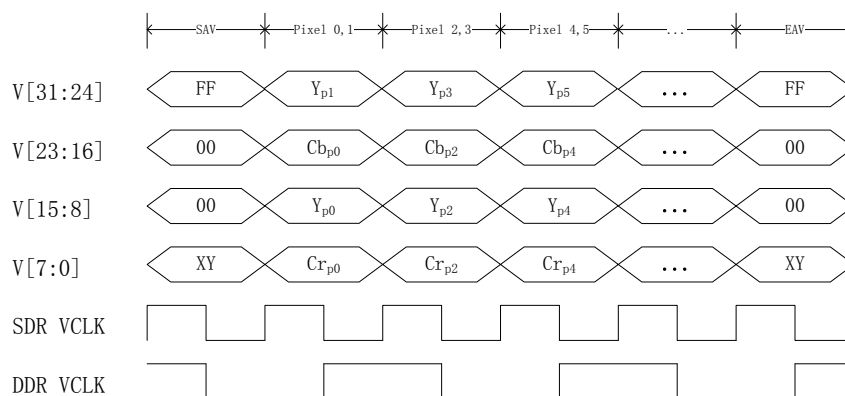 SAV Pixel 0,1 Pixel 2,3 Pixel 4,5 ... EAV
V[31:24] FF Yp1 Yp3 Yp5 ... FF
V[23:16] 00 Cbp0 Cbp2 Cbp4 ... 00
V[15:8] 00 Yp0 Yp2 Yp4 ... 00
V[7:0] XY Crp0 Crp2 Crp4 ... XY
SDR VCLK
DDR VCLK